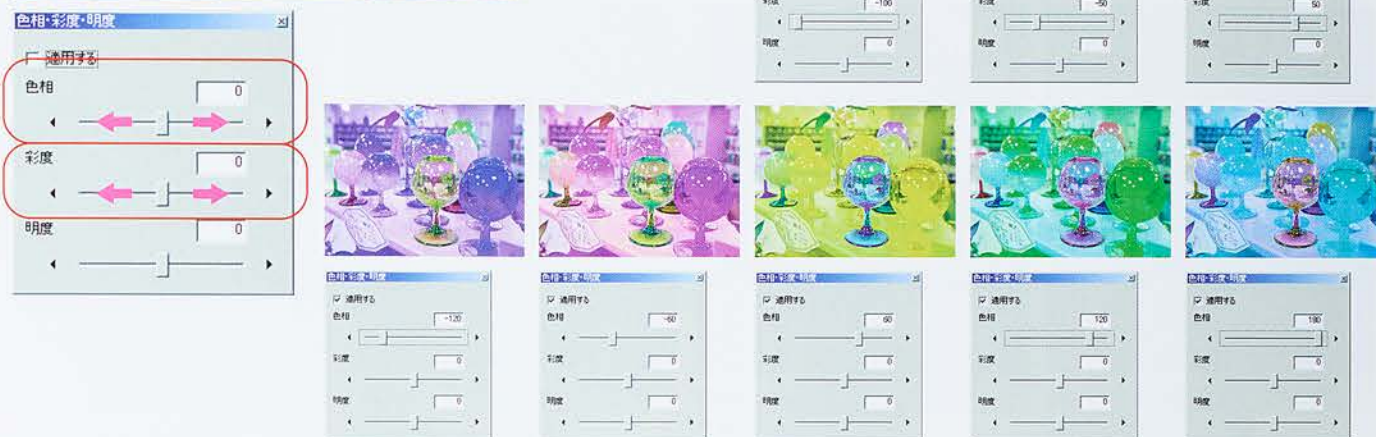 色相・彩度・明度
適用する
色相
0
彩度
0
明度
0
彩度
-100
明度
0
彩度
-50
明度
0
彩度
50
明度
0
色相・彩度・明度
適用する
色相
-120
彩度
0
明度
0
色相・彩度・明度
適用する
色相
-60
彩度
0
明度
0
色相・彩度・明度
適用する
色相
60
彩度
0
明度
0
色相・彩度・明度
適用する
色相
120
彩度
0
明度
0
色相・彩度・明度
適用する
色相
180
彩度
0
明度
0